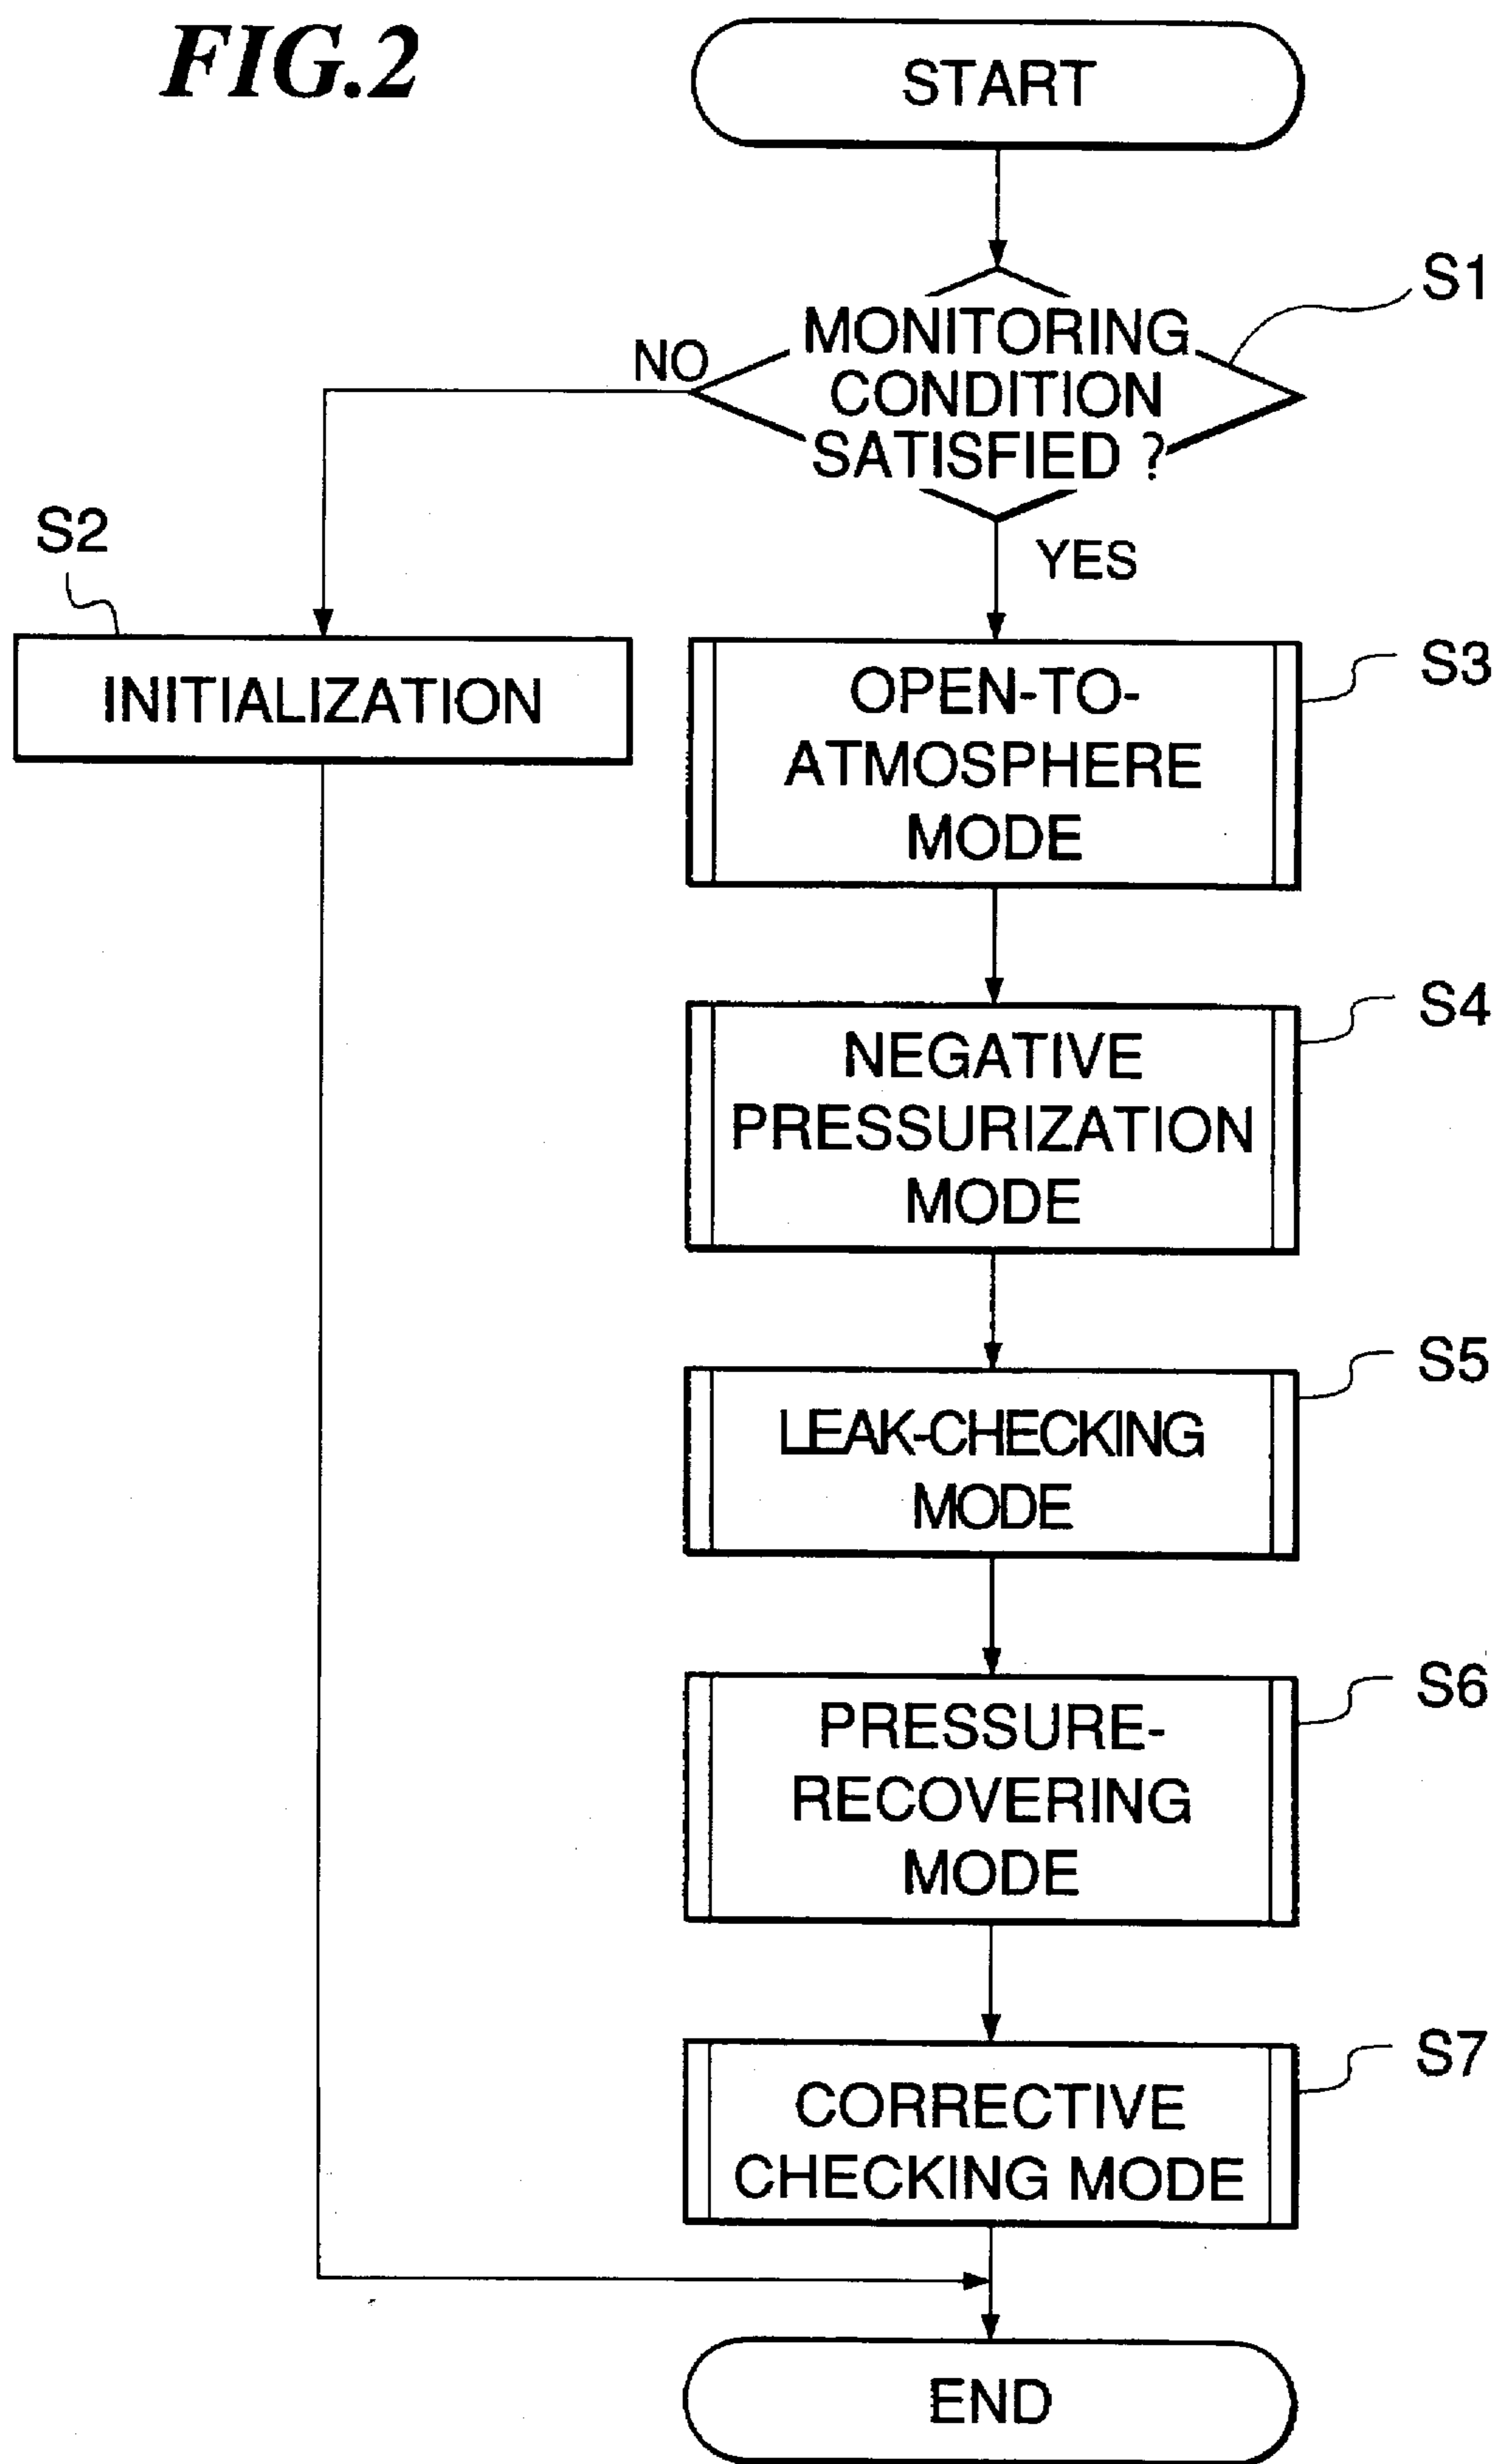 FIG.2
START
S1
MONITORING
CONDITION
SATISFIED ?
NO
YES
S2
INITIALIZATION
S3
OPEN-TO-
ATMOSPHERE
MODE
S4
NEGATIVE
PRESSURIZATION
MODE
S5
LEAK-CHECKING
MODE
S6
PRESSURE-
RECOVERING
MODE
S7
CORRECTIVE
CHECKING MODE
END